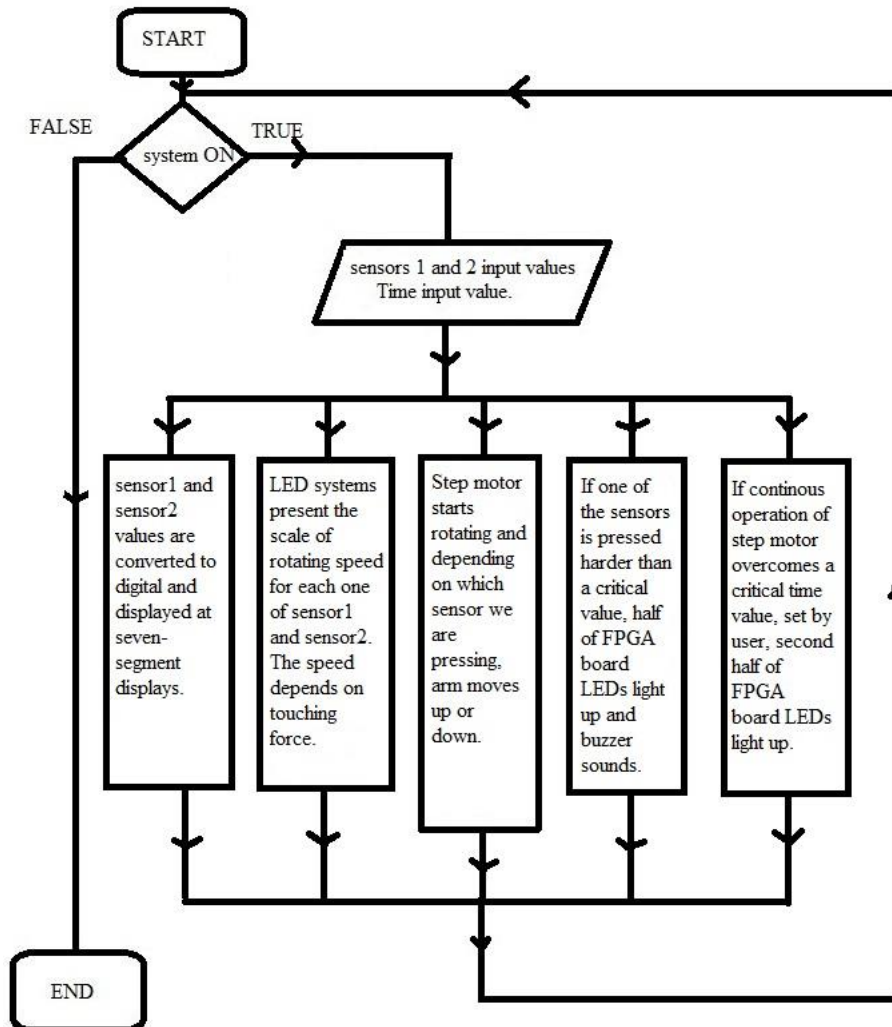 START
FALSE
TRUE
system ON
sensors 1 and 2 input values
Time input value.
sensor1 and
sensor2
values are
converted to
digital and
displayed at
seven-
segment
displays.
LED systems
present the
scale of
rotating speed
for each one
of sensor1
and sensor2.
The speed
depends on
touching
force.
Step motor
starts
rotating and
depending
on which
sensor we
are
pressing,
arm moves
up or
down.
If one of
the sensors
is pressed
harder than
a critical
value, half
of FPGA
board
LEDs light
up and
buzzer
sounds.
If continous
operation of
step motor
overcomes a
critical time
value, set by
user, second
half of
FPGA
board LEDs
light up.
END